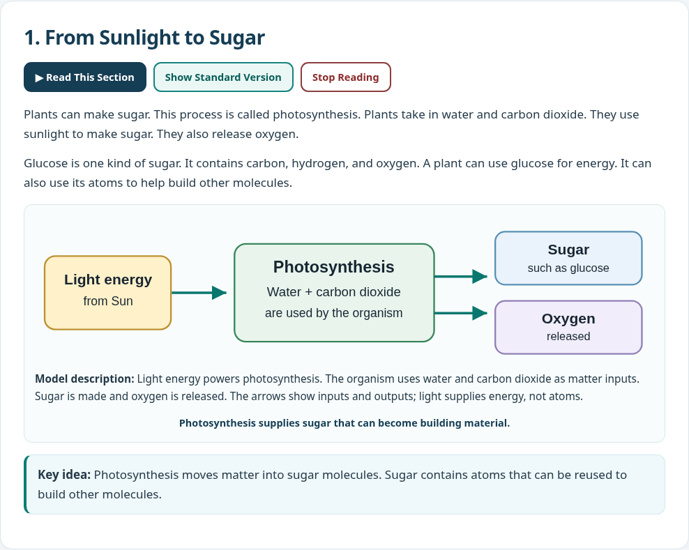 1. From Sunlight to Sugar
▶ Read This Section
Show Standard Version
Stop Reading
Plants can make sugar. This process is called photosynthesis. Plants take in water and carbon dioxide. They use
sunlight to make sugar. They also release oxygen.
Glucose is one kind of sugar. It contains carbon, hydrogen, and oxygen. A plant can use glucose for energy. It can
also use its atoms to help build other molecules.
Light energy
from Sun
Photosynthesis
Water + carbon dioxide
are used by the organism
Sugar
such as glucose
Oxygen
released
Model description: Light energy powers photosynthesis. The organism uses water and carbon dioxide as matter inputs.
Sugar is made and oxygen is released. The arrows show inputs and outputs; light supplies energy, not atoms.
Photosynthesis supplies sugar that can become building material.
Key idea: Photosynthesis moves matter into sugar molecules. Sugar contains atoms that can be reused to
build other molecules.